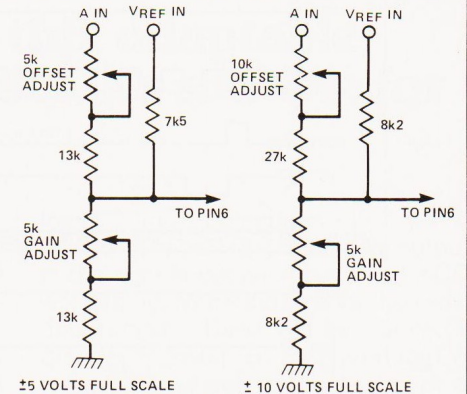 A IN
VREF IN
5k
OFFSET
ADJUST
7k5
13k
TO PIN6
5k
GAIN
ADJUST
13k
±5 VOLTS FULL SCALE
A IN
VREF IN
10k
OFFSET
ADJUST
8k2
27k
TO PIN6
5k
GAIN
ADJUST
8k2
± 10 VOLTS FULL SCALE